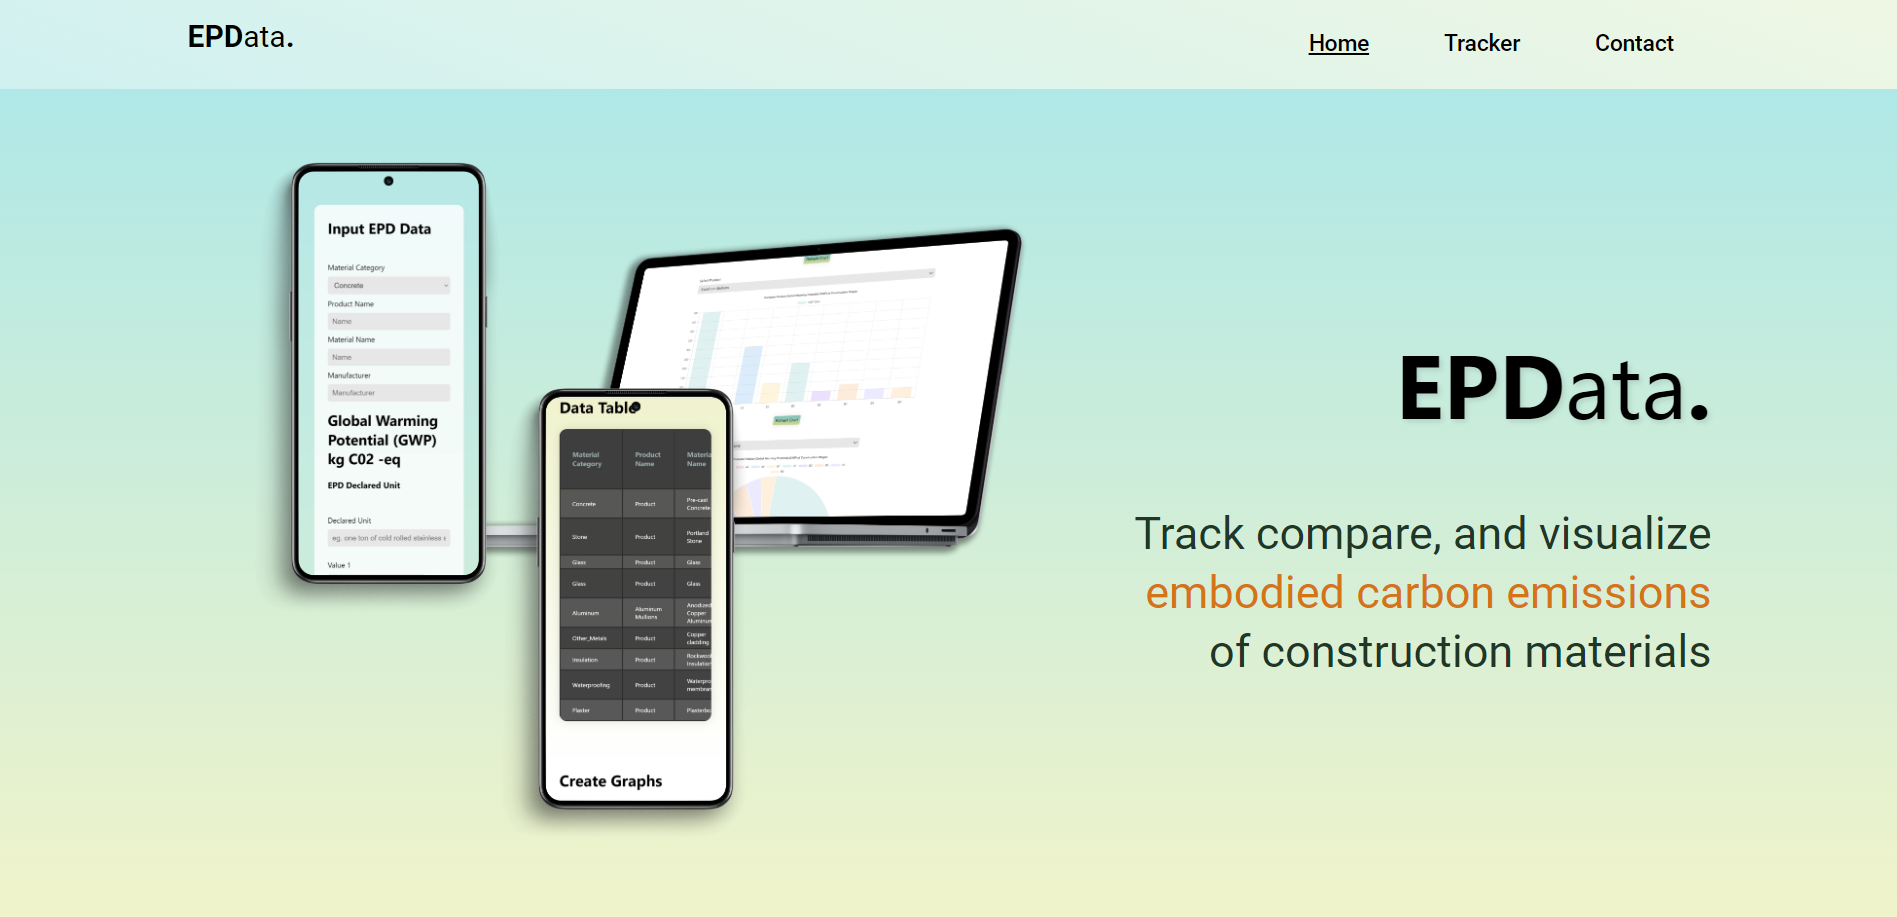 EPData.
Home
Tracker
Contact
Input EPD Data
Material Category
Concrete
Product Name
Name
Material Name
Name
Manufacturer
Manufacturer
Global Warming
Potential (GWP)
kg C02 -eq
EPD Declared Unit
Declared Unit
eg. one ton of cold rolled stainless s
Value 1
Data Table
Material Category
Product Name
Material Name
Concrete
Product
Pre-cast Concrete
Stone
Product
Portland Stone
Glass
Product
Glass
Glass
Product
Glass
Aluminum
Aluminum Mullions
Anodized Copper Aluminum
Other_Metals
Product
Copper cladding
Insulation
Product
Rockwool Insulation
Waterproofing
Product
Waterpro membran
Plaster
Product
Plasterbo
Create Graphs
EPData.
Track compare, and visualize
embodied carbon emissions
of construction materials